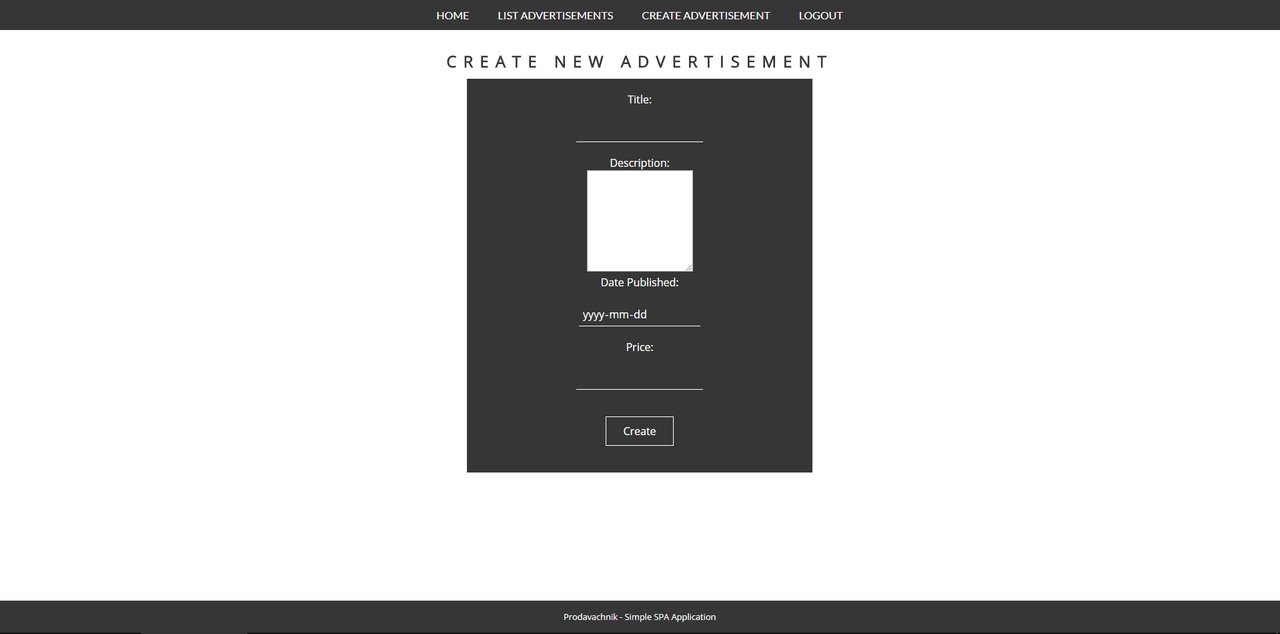 HOME LIST ADVERTISEMENTS CREATE ADVERTISEMENT LOGOUT
CREATE NEW ADVERTISEMENT
Title:
Description:
Date Published:
yyyy-mm-dd
Price:
Create
Prodavachnik - Simple SPA Application